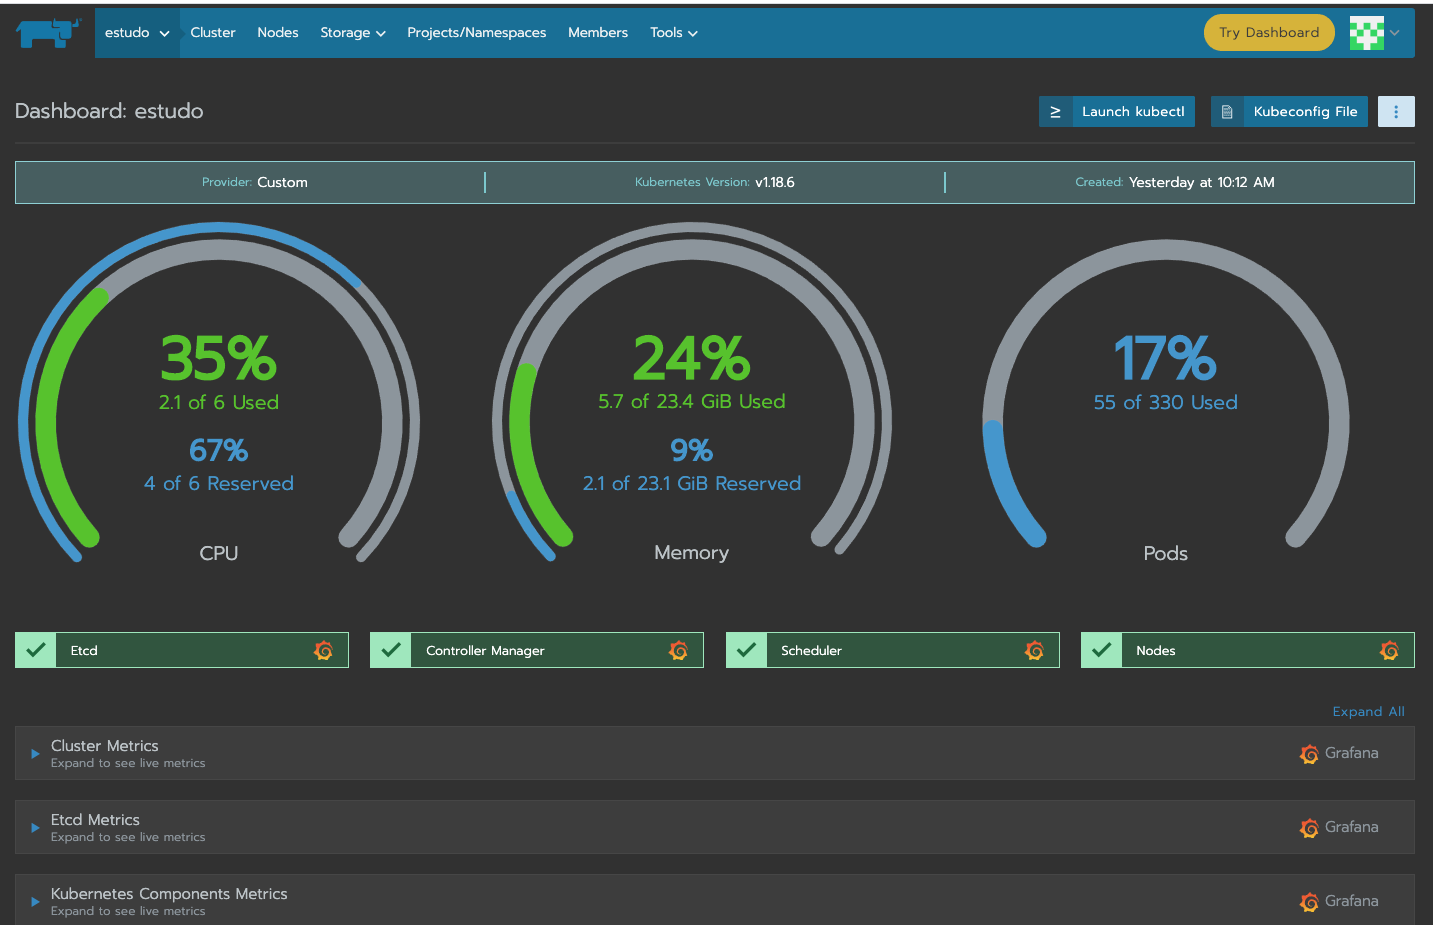 estudo Cluster Nodes Storage Projects/Namespaces Members Tools Try Dashboard
Dashboard: estudo
≥ Launch kubectl Kubeconfig File
Provider: Custom Kubernetes Version: v1.18.6 Created: Yesterday at 10:12 AM
35%
2.1 of 6 Used
67%
4 of 6 Reserved
CPU
24%
5.7 of 23.4 GiB Used
9%
2.1 of 23.1 GiB Reserved
Memory
17%
55 of 330 Used
Pods
Etcd Controller Manager Scheduler Nodes
Expand All
Cluster Metrics
Expand to see live metrics
Grafana
Etcd Metrics
Expand to see live metrics
Grafana
Kubernetes Components Metrics
Expand to see live metrics
Grafana